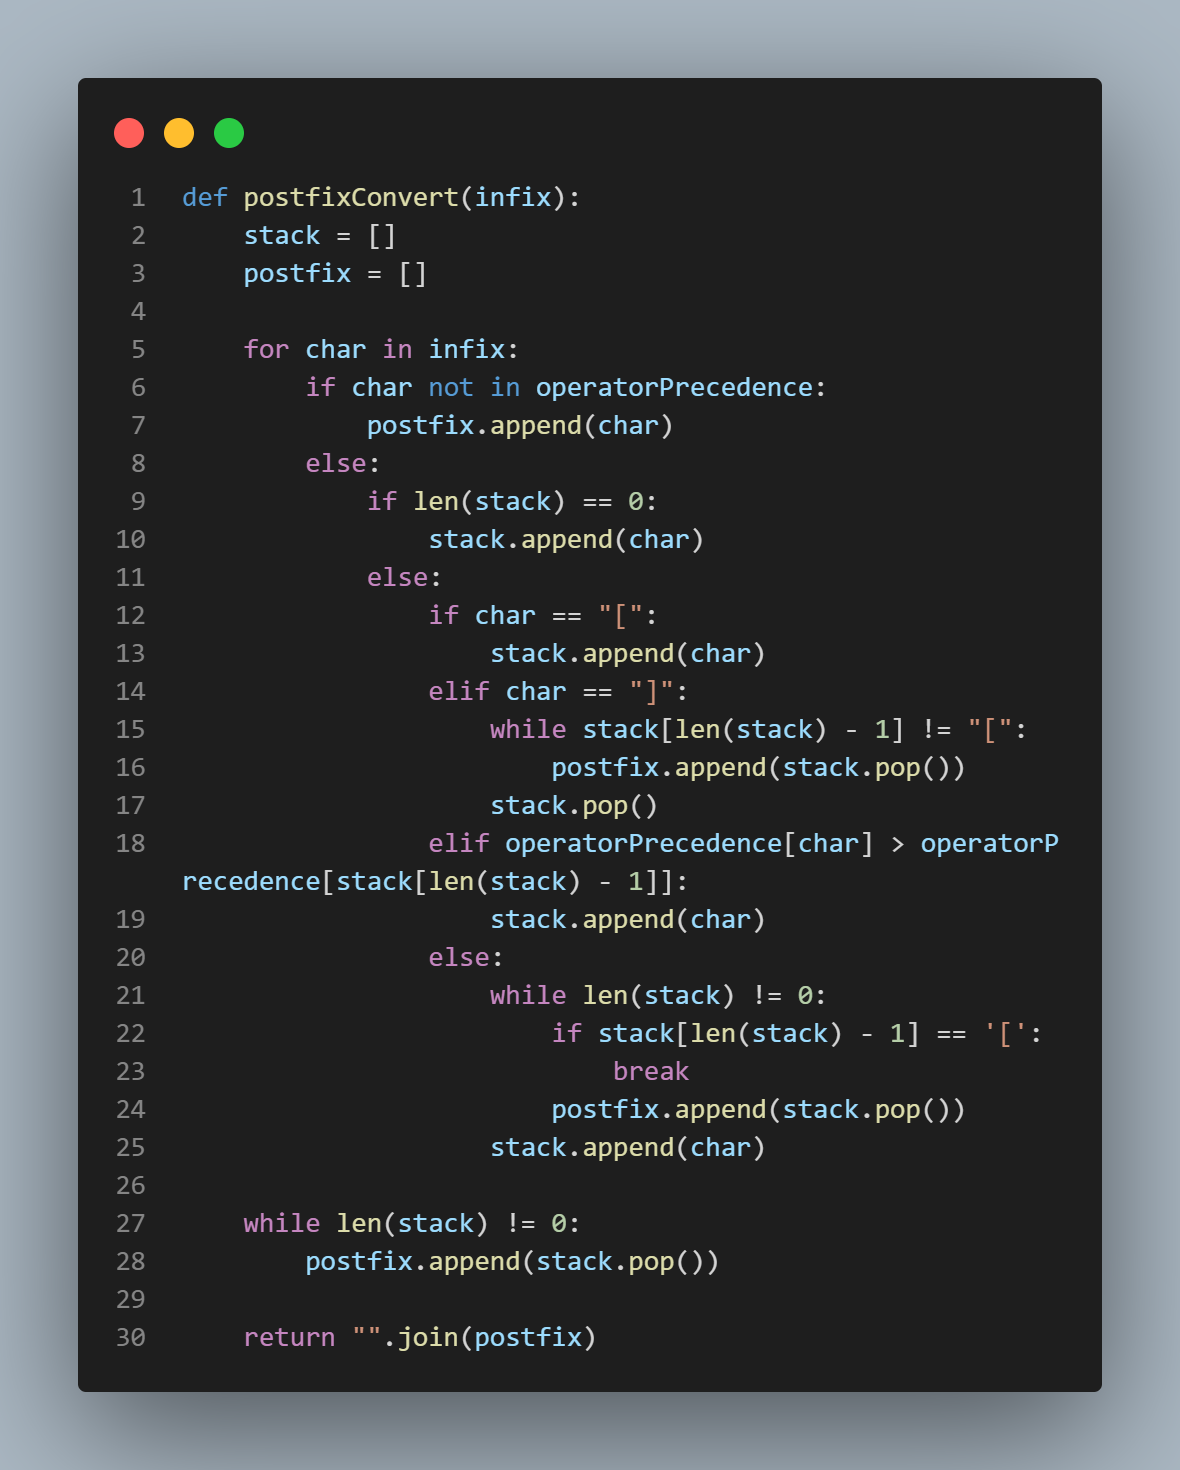 1 def postfixConvert(infix):
2     stack = []
3     postfix = []
4
5     for char in infix:
6         if char not in operatorPrecedence:
7             postfix.append(char)
8         else:
9             if len(stack) == 0:
10                 stack.append(char)
11             else:
12                 if char == "[":
13                     stack.append(char)
14                 elif char == "]":
15                     while stack[len(stack) - 1] != "[":
16                         postfix.append(stack.pop())
17                     stack.pop()
18                 elif operatorPrecedence[char] > operatorP
recedence[stack[len(stack) - 1]]:
19                     stack.append(char)
20                 else:
21                     while len(stack) != 0:
22                         if stack[len(stack) - 1] == '[':
23                             break
24                         postfix.append(stack.pop())
25                     stack.append(char)
26
27     while len(stack) != 0:
28         postfix.append(stack.pop())
29
30     return "".join(postfix)